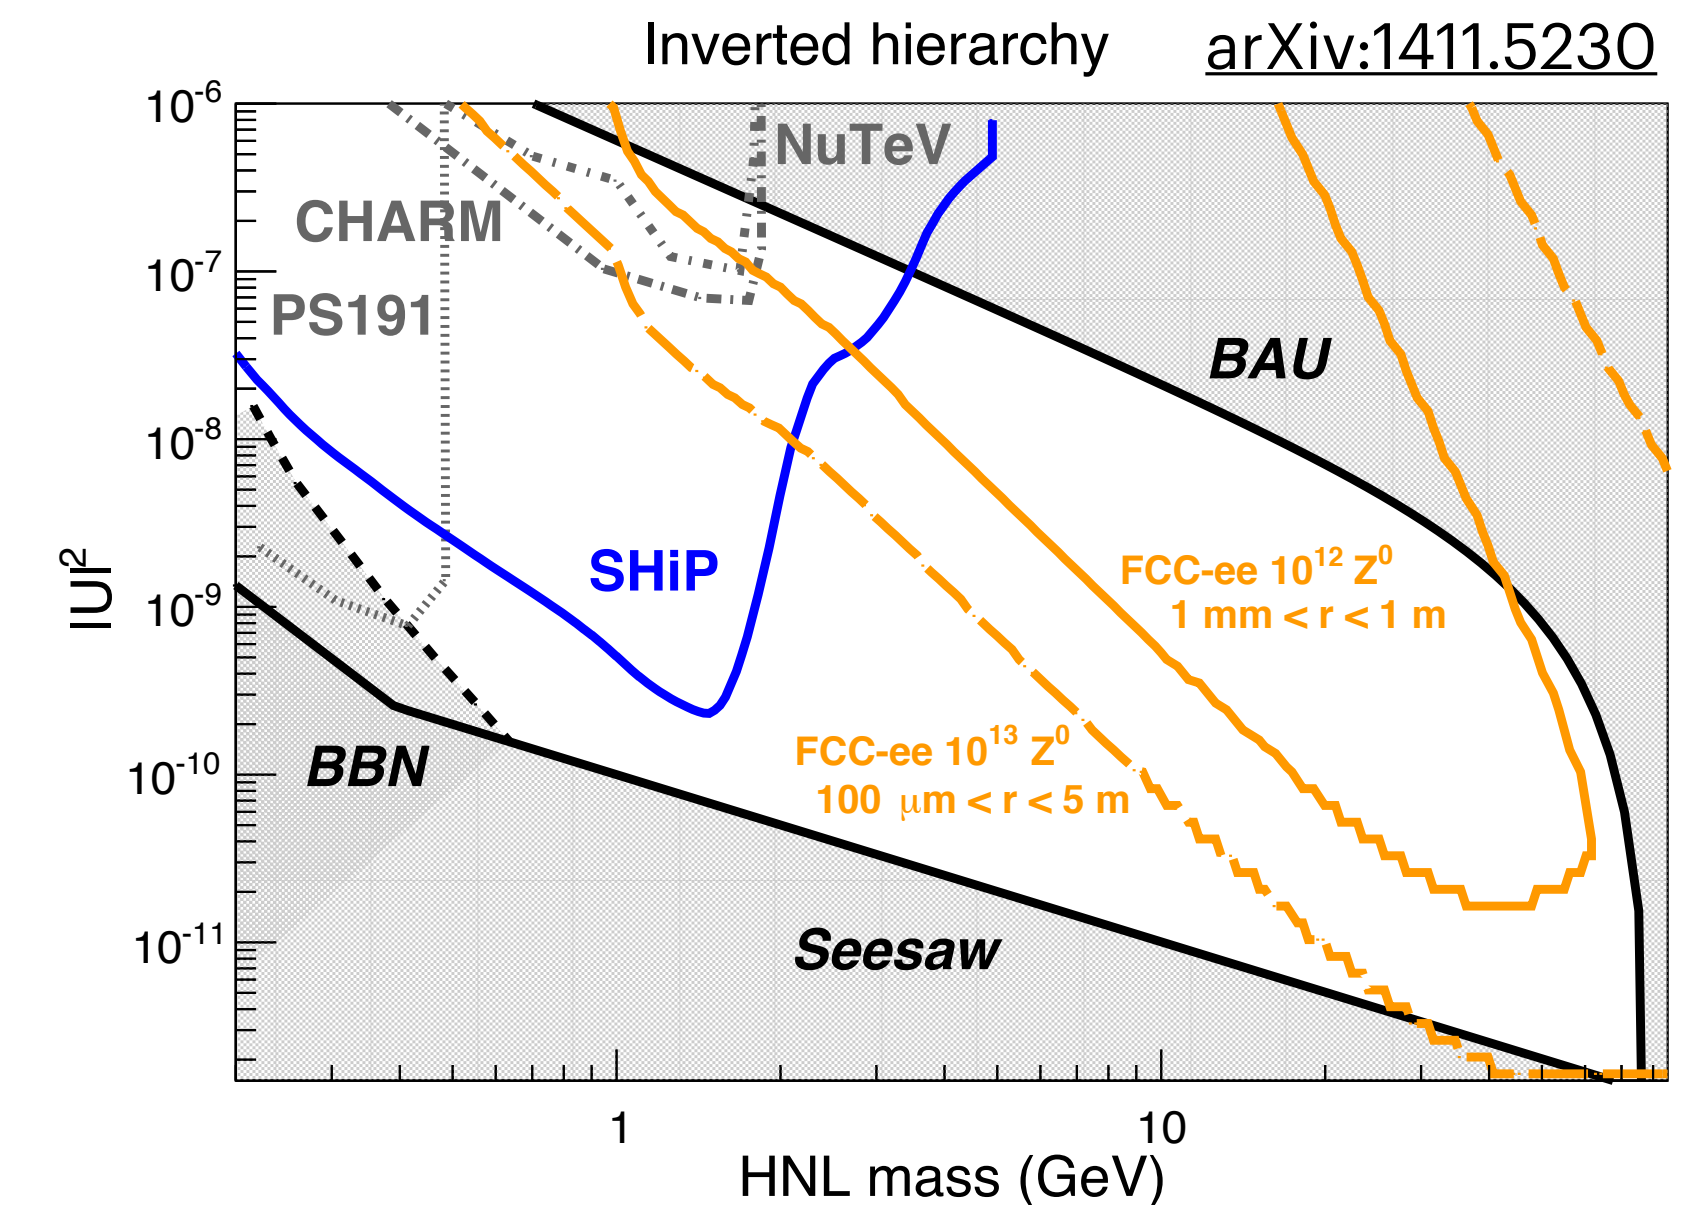 Inverted hierarchy
arXiv:1411.5230
10⁻⁶
10⁻⁷
10⁻⁸
10⁻⁹
10⁻¹⁰
10⁻¹¹
|U|²
NuTeV
CHARM
PS191
BAU
SHiP
FCC-ee 10¹² Z⁰
1 mm < r < 1 m
FCC-ee 10¹³ Z⁰
100 μm < r < 5 m
BBN
Seesaw
1
10
HNL mass (GeV)